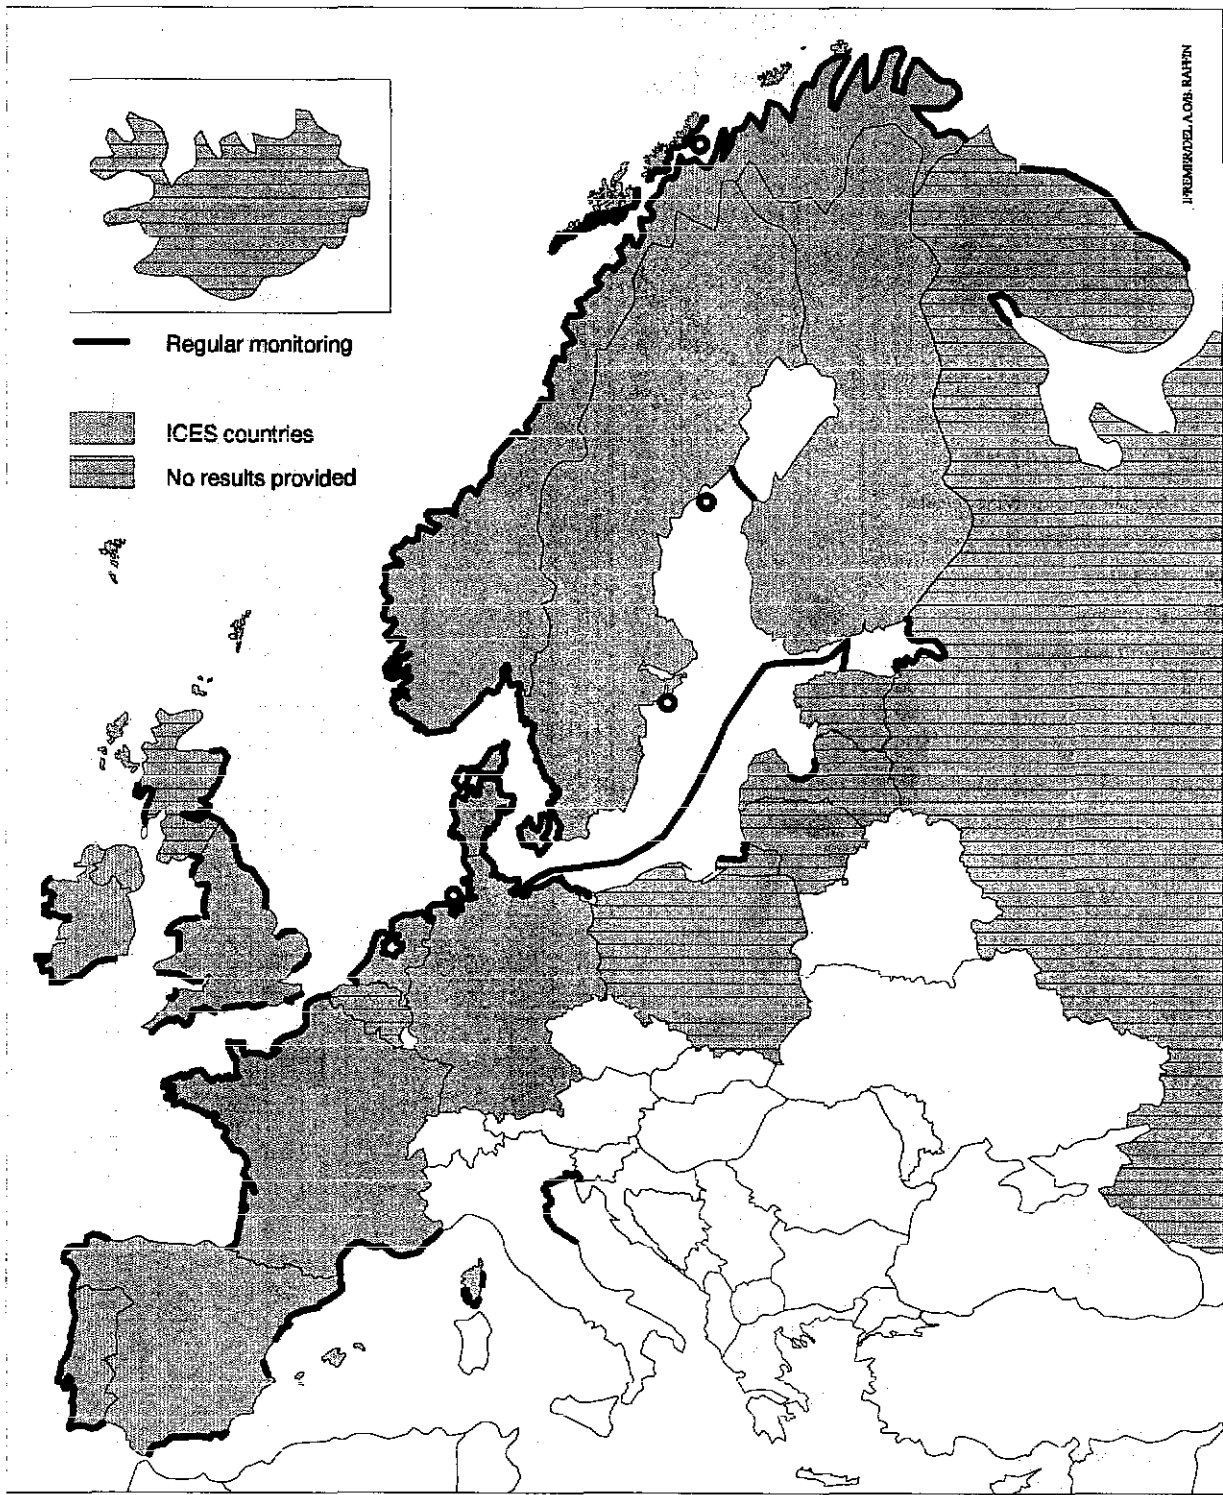 Regular monitoring
ICES countries
No results provided